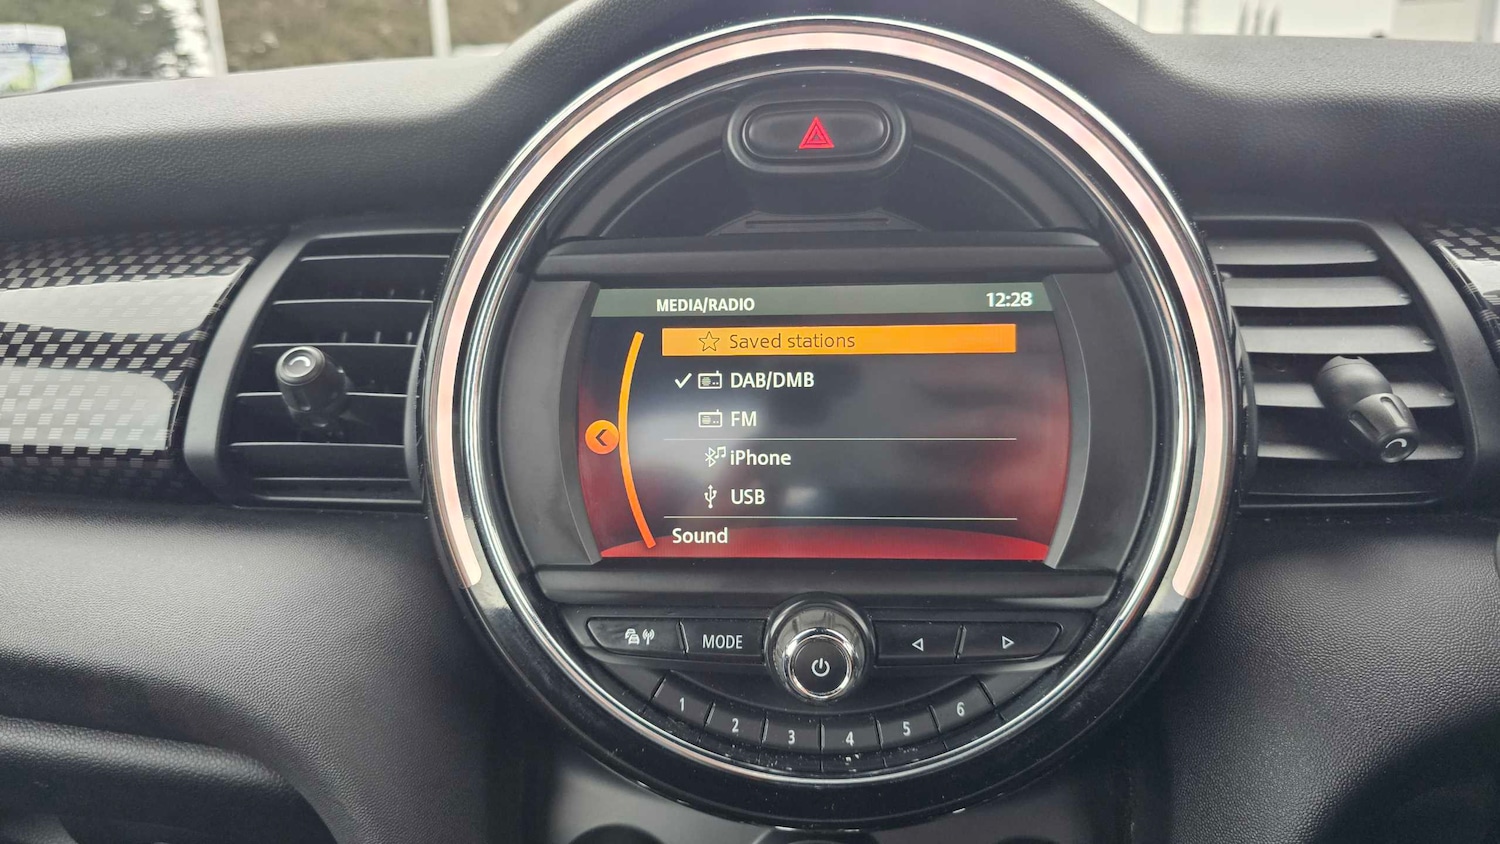 MEDIA/RADIO 12:28
Saved stations
DAB/DMB
FM
iPhone
USB
Sound
MODE
1 2 3 4 5 6